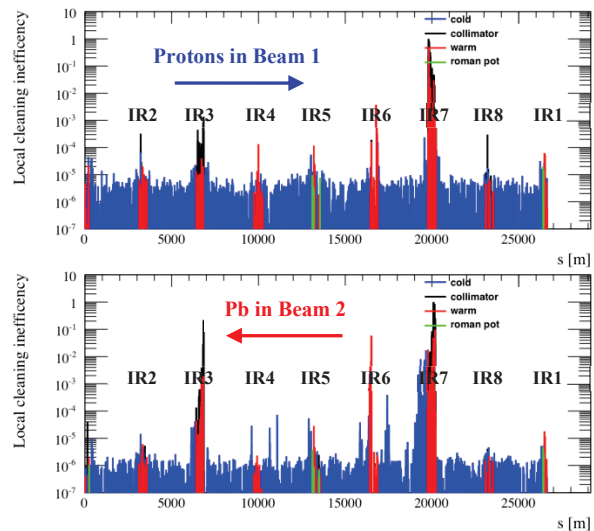 Local cleaning inefficency
10
1
10-1
10-2
10-3
10-4
10-5
10-6
10-7
Protons in Beam 1
cold
collimator
warm
roman pot
IR2 IR3 IR4 IR5 IR6 IR7 IR8 IR1
0 5000 10000 15000 20000 25000
s [m]
Local cleaning inefficency
10
1
10-1
10-2
10-3
10-4
10-5
10-6
10-7
cold
collimator
warm
roman pot
Pb in Beam 2
IR2 IR3 IR4 IR5 IR6 IR7 IR8 IR1
0 5000 10000 15000 20000 25000
s [m]